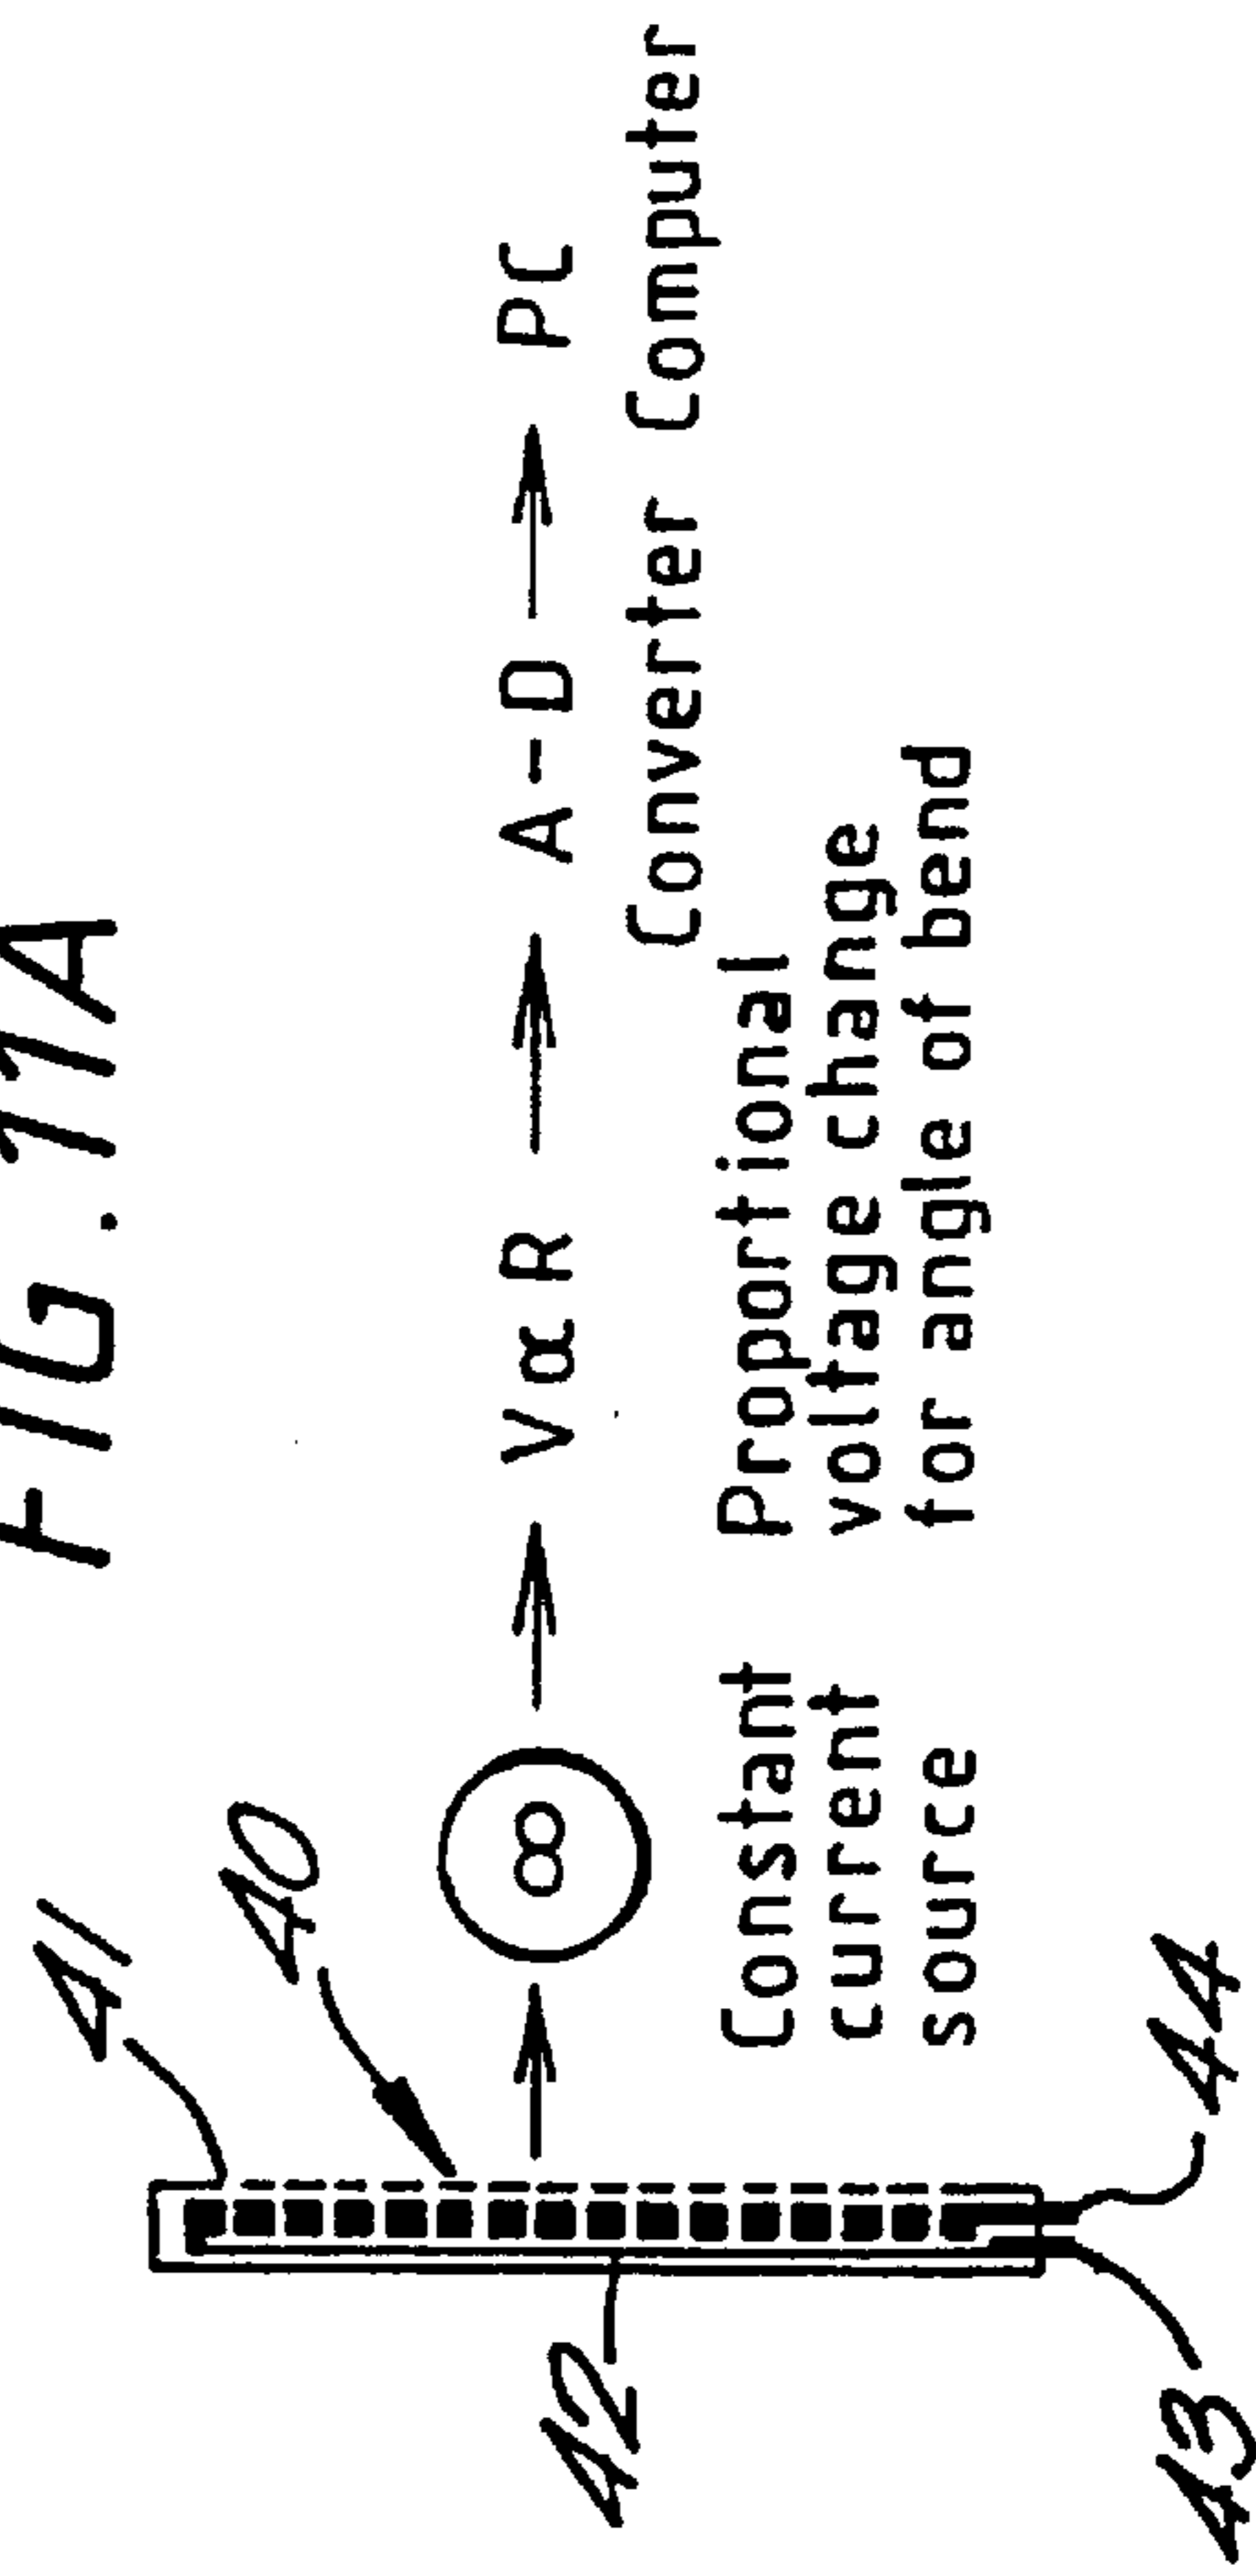 FIG. 11A
41
40
∞
V α R
A-D
PC
Constant
current
source
Proportional
voltage change
for angle of bend
Converter
Computer
42
43
44